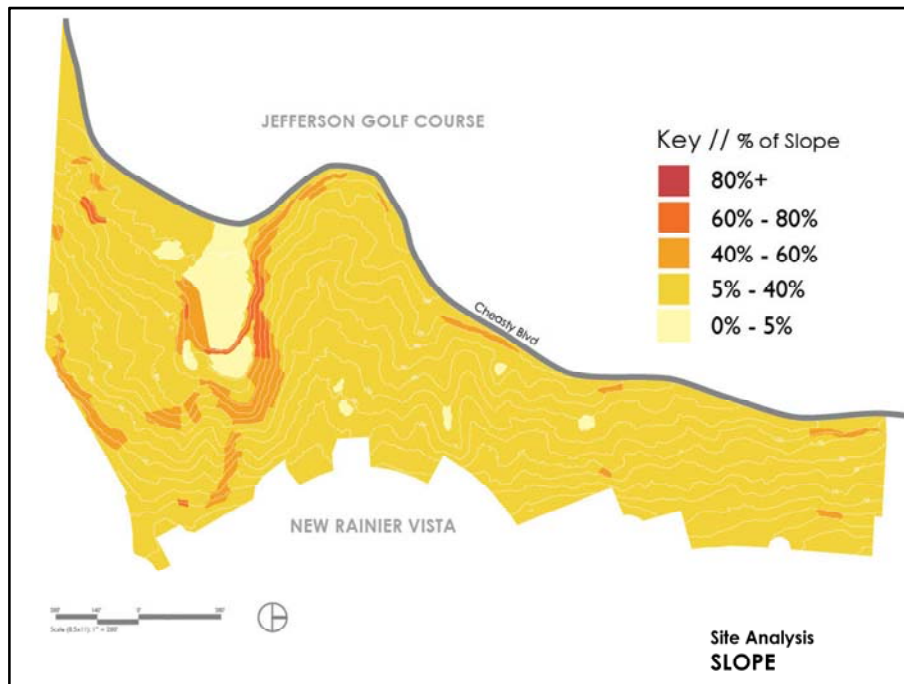 JEFFERSON GOLF COURSE
Key // % of Slope
80%+
60% - 80%
40% - 60%
5% - 40%
0% - 5%
Cheasty Blvd
NEW RAINIER VISTA
Site Analysis
SLOPE